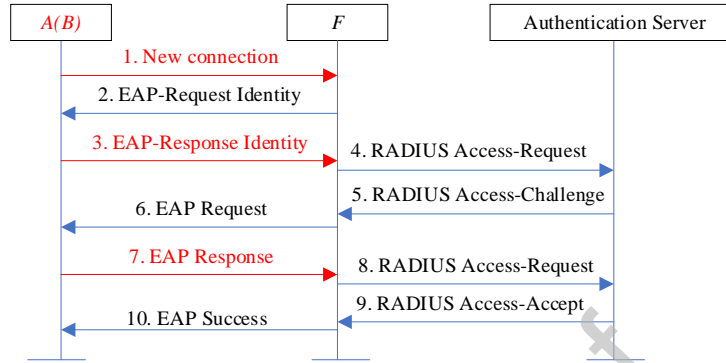 A(B)
F
Authentication Server
1. New connection
2. EAP-Request Identity
3. EAP-Response Identity
4. RADIUS Access-Request
5. RADIUS Access-Challenge
6. EAP Request
7. EAP Response
8. RADIUS Access-Request
9. RADIUS Access-Accept
10. EAP Success